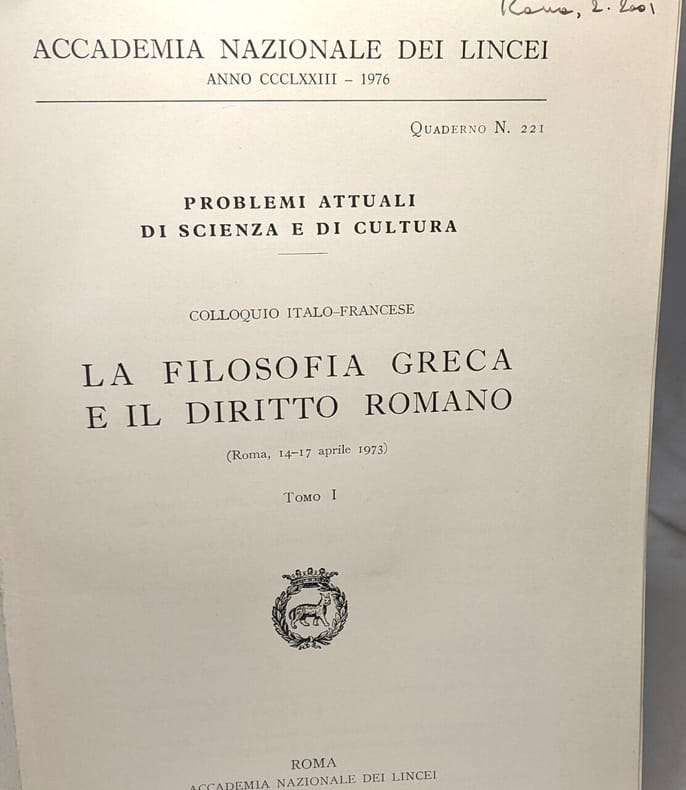 Roma, 2. 2001
ACCADEMIA NAZIONALE DEI LINCEI
ANNO CCCLXXIII – 1976
QUADERNO N. 221
PROBLEMI ATTUALI
DI SCIENZA E DI CULTURA
COLLOQUIO ITALO-FRANCESE
LA FILOSOFIA GRECA
E IL DIRITTO ROMANO
(Roma, 14-17 aprile 1973)
TOMO I
ROMA
ACCADEMIA NAZIONALE DEI LINCEI